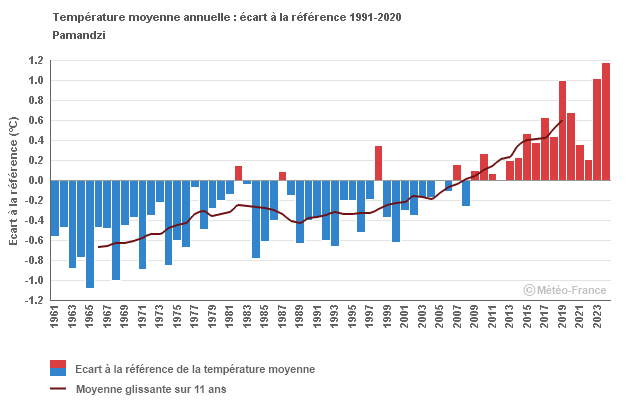 Température moyenne annuelle : écart à la référence 1991-2020
Pamandzi
Ecart à la référence (°C)
1.2
1.0
0.8
0.6
0.4
0.2
0.0
-0.2
-0.4
-0.6
-0.8
-1.0
-1.2
© Météo-France
1961 1963 1965 1967 1969 1971 1973 1975 1977 1979 1981 1983 1985 1987 1989 1991 1993 1995 1997 1999 2001 2003 2005 2007 2009 2011 2013 2015 2017 2019 2021 2023
Ecart à la référence de la température moyenne
Moyenne glissante sur 11 ans